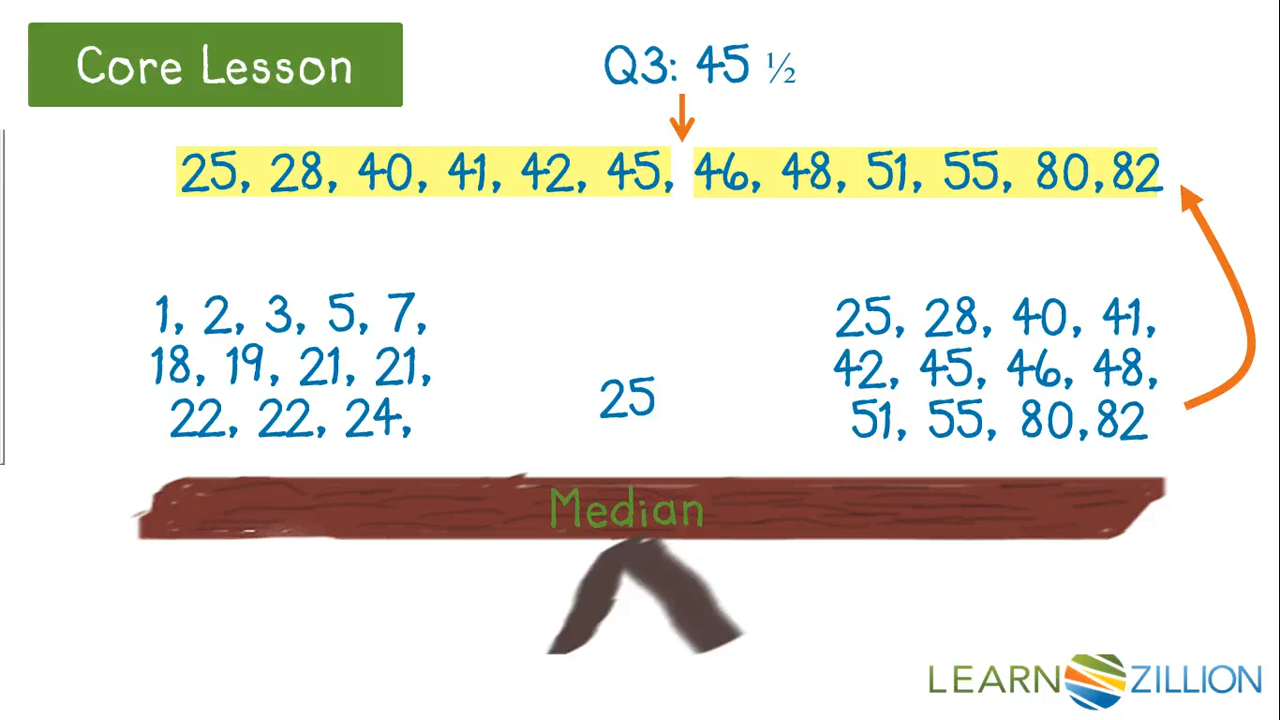 Core Lesson
Q3: 45 ½
25, 28, 40, 41, 42, 45, 46, 48, 51, 55, 80,82
1, 2, 3, 5, 7,
18, 19, 21, 21,
22, 22, 24,
25
25, 28, 40, 41,
42, 45, 46, 48,
51, 55, 80,82
Median
LEARN ZILLION